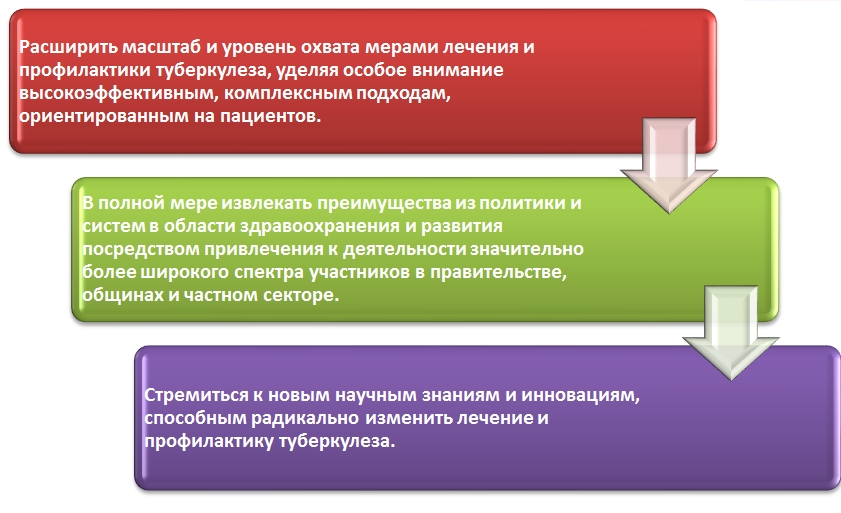 Расширить масштаб и уровень охвата мерами лечения и
профилактики туберкулеза, уделяя особое внимание
высокоэффективным, комплексным подходам,
ориентированным на пациентов.
В полной мере извлекать преимущества из политики и
систем в области здравоохранения и развития
посредством привлечения к деятельности значительно
более широкого спектра участников в правительстве,
общинах и частном секторе.
Стремиться к новым научным знаниям и инновациям,
способным радикально изменить лечение и
профилактику туберкулеза.